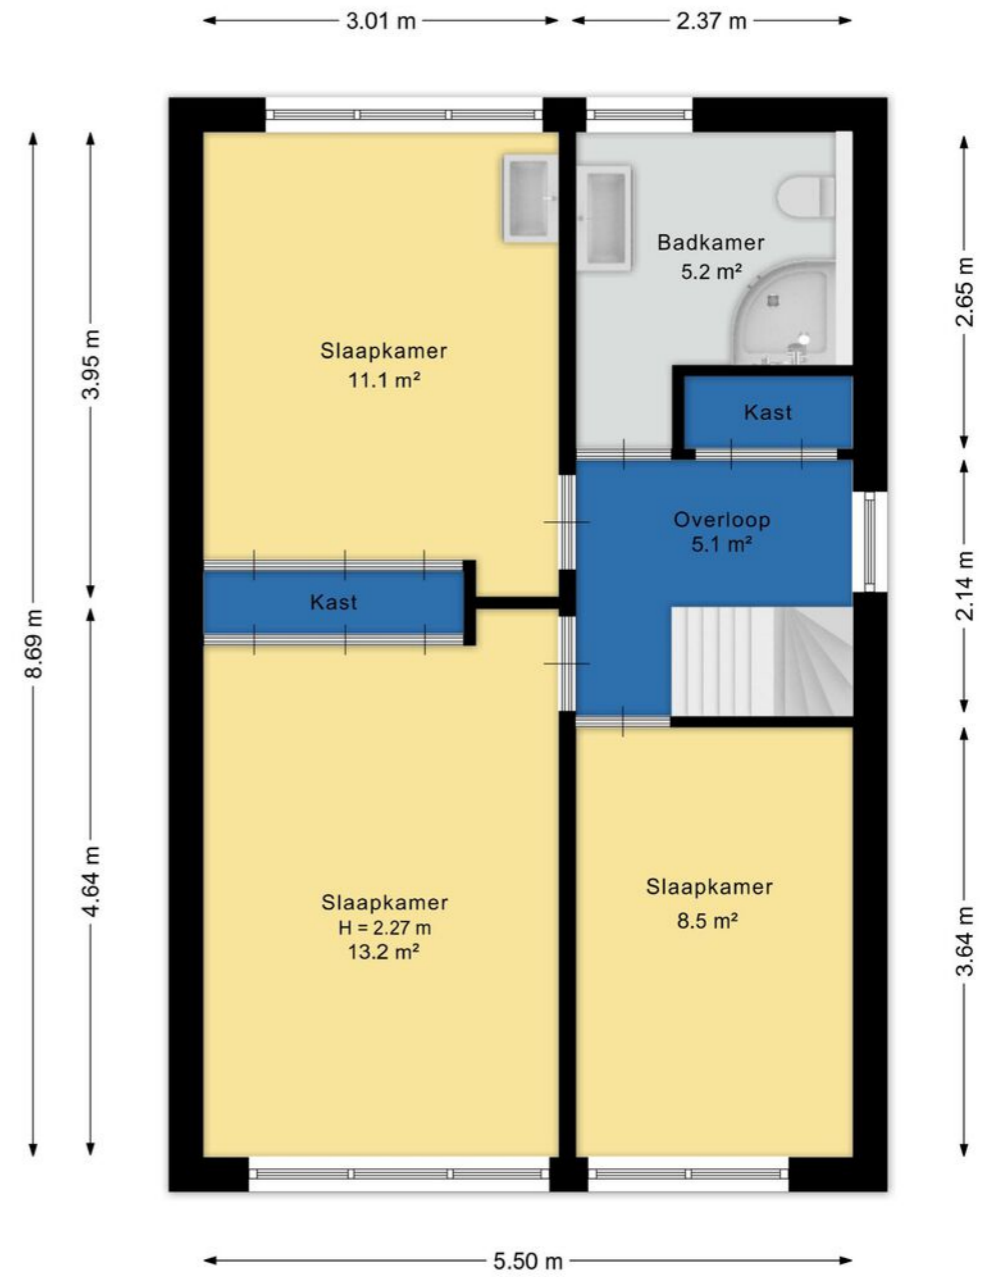 3.01 m
2.37 m
Badkamer
5.2 m²
2.65 m
3.95 m
Slaapkamer
11.1 m²
Kast
Overloop
5.1 m²
2.14 m
Kast
8.69 m
4.64 m
Slaapkamer
H = 2.27 m
13.2 m²
Slaapkamer
8.5 m²
3.64 m
5.50 m